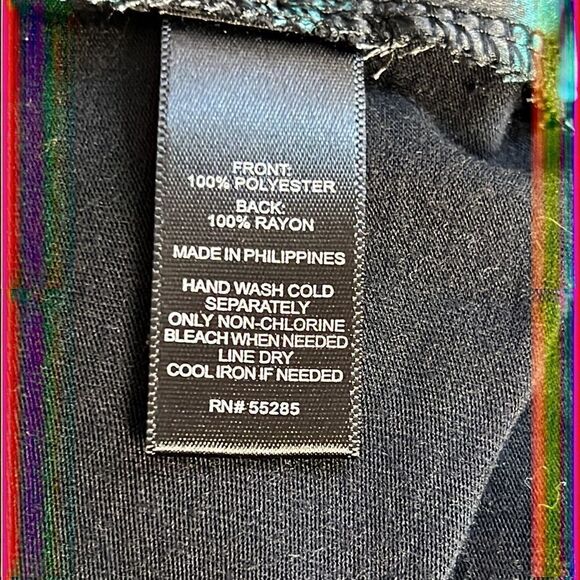 FRONT:
100% POLYESTER
BACK:
100% RAYON
MADE IN PHILIPPINES
HAND WASH COLD
SEPARATELY
ONLY NON-CHLORINE
BLEACH WHEN NEEDED
LINE DRY
COOL IRON IF NEEDED
RN# 55285